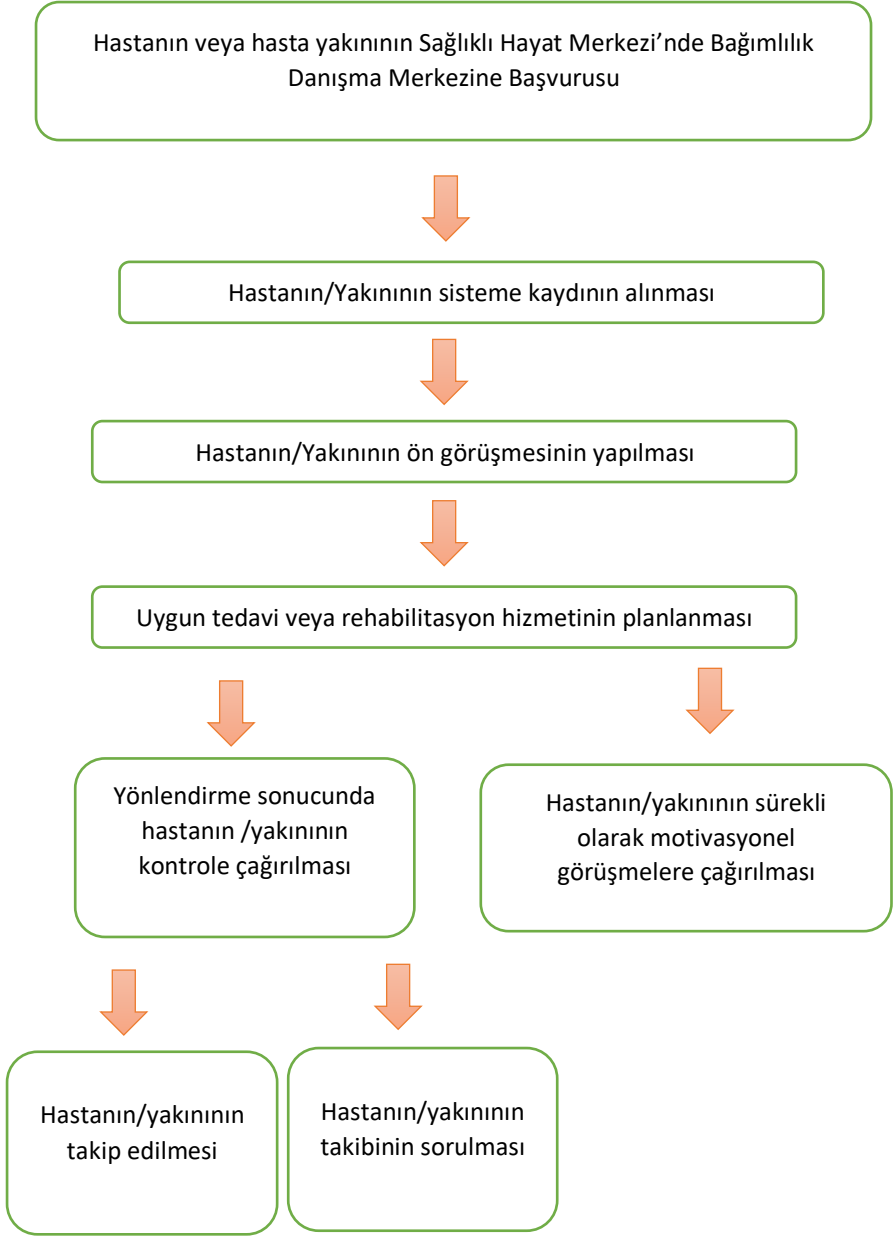 Hastanın veya hasta yakınının Sağlıklı Hayat Merkezi’nde Bağımlılık
Danışma Merkezine Başvurusu
Hastanın/Yakınının sisteme kaydının alınması
Hastanın/Yakınının ön görüşmesinin yapılması
Uygun tedavi veya rehabilitasyon hizmetinin planlanması
Yönlendirme sonucunda
hastanın /yakınının
kontrole çağırılması
Hastanın/yakınının sürekli
olarak motivasyonel
görüşmelere çağırılması
Hastanın/yakınının
takip edilmesi
Hastanın/yakınının
takibinin sorulması